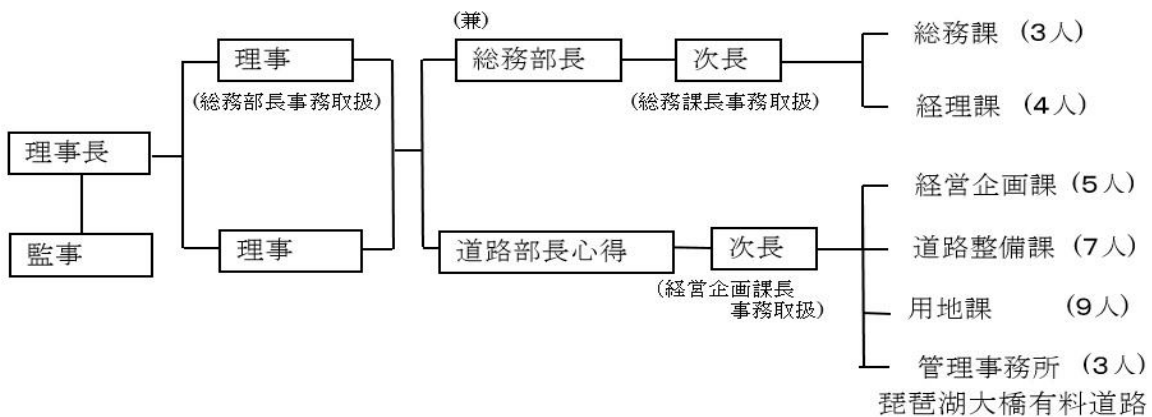 理事長
監事
理事
(総務部長事務取扱)
理事
(兼)
総務部長
次長
(総務課長事務取扱)
総務課 (3人)
経理課 (4人)
道路部長心得
次長
(経営企画課長
事務取扱)
経営企画課 (5人)
道路整備課 (7人)
用地課 (9人)
管理事務所 (3人)
琵琶湖大橋有料道路